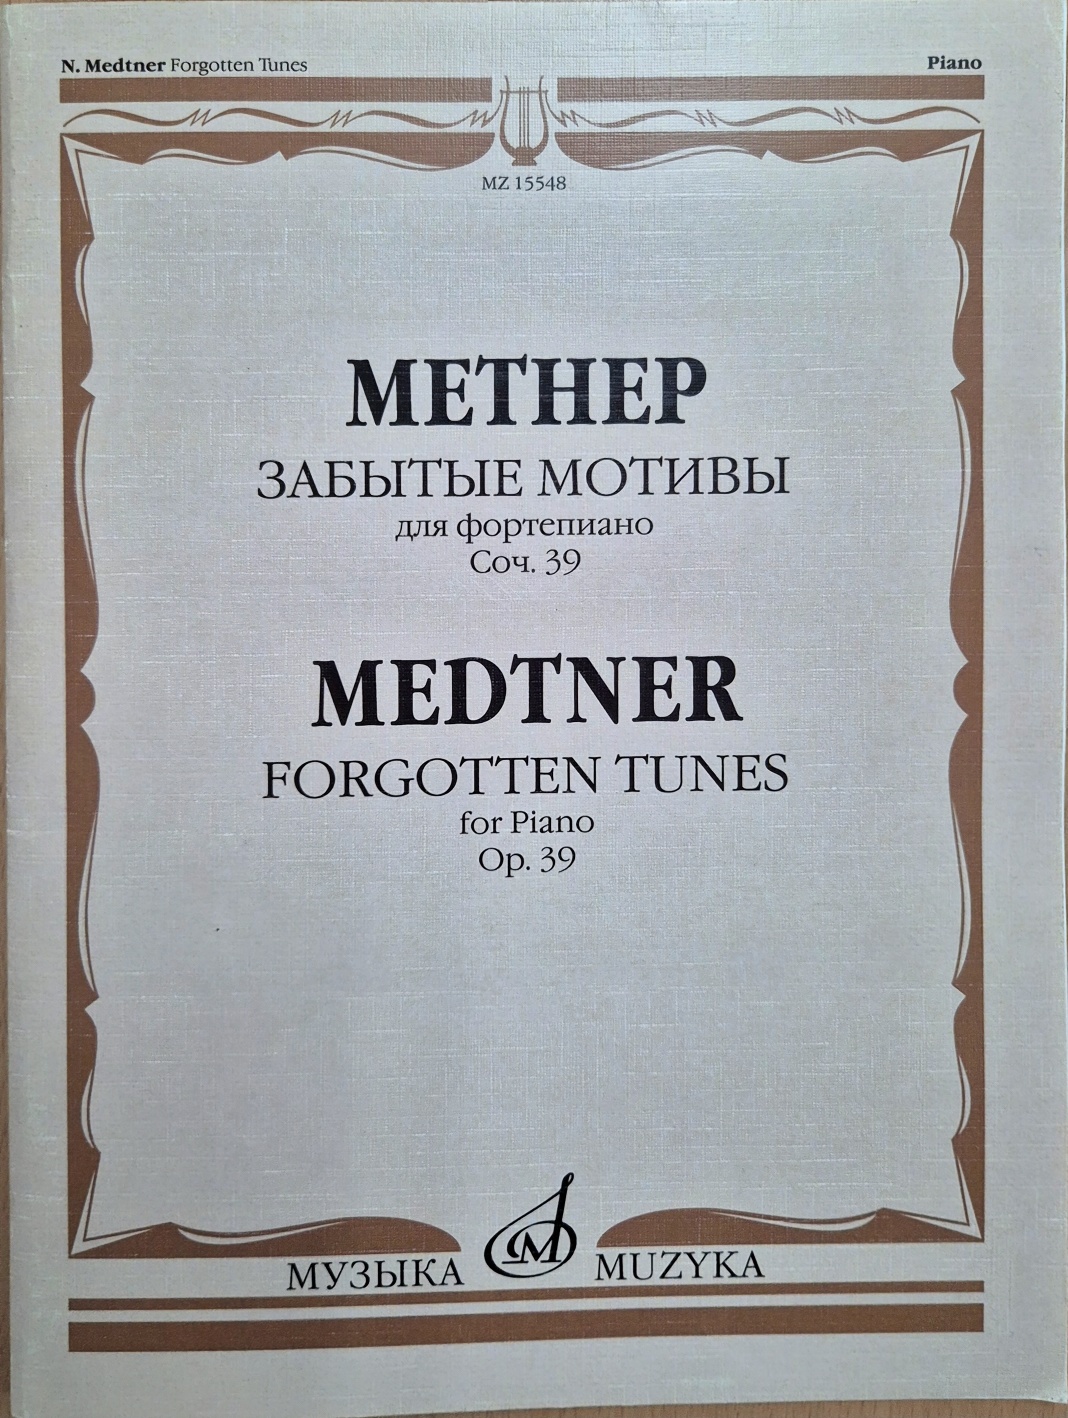 N. Medtner Forgotten Tunes
Piano
MZ 15548
МЕТНЕР
ЗАБЫТЫЕ МОТИВЫ
для фортепиано
Соч. 39
MEDTNER
FORGOTTEN TUNES
for Piano
Op. 39
МУЗЫКА М MUZYKA